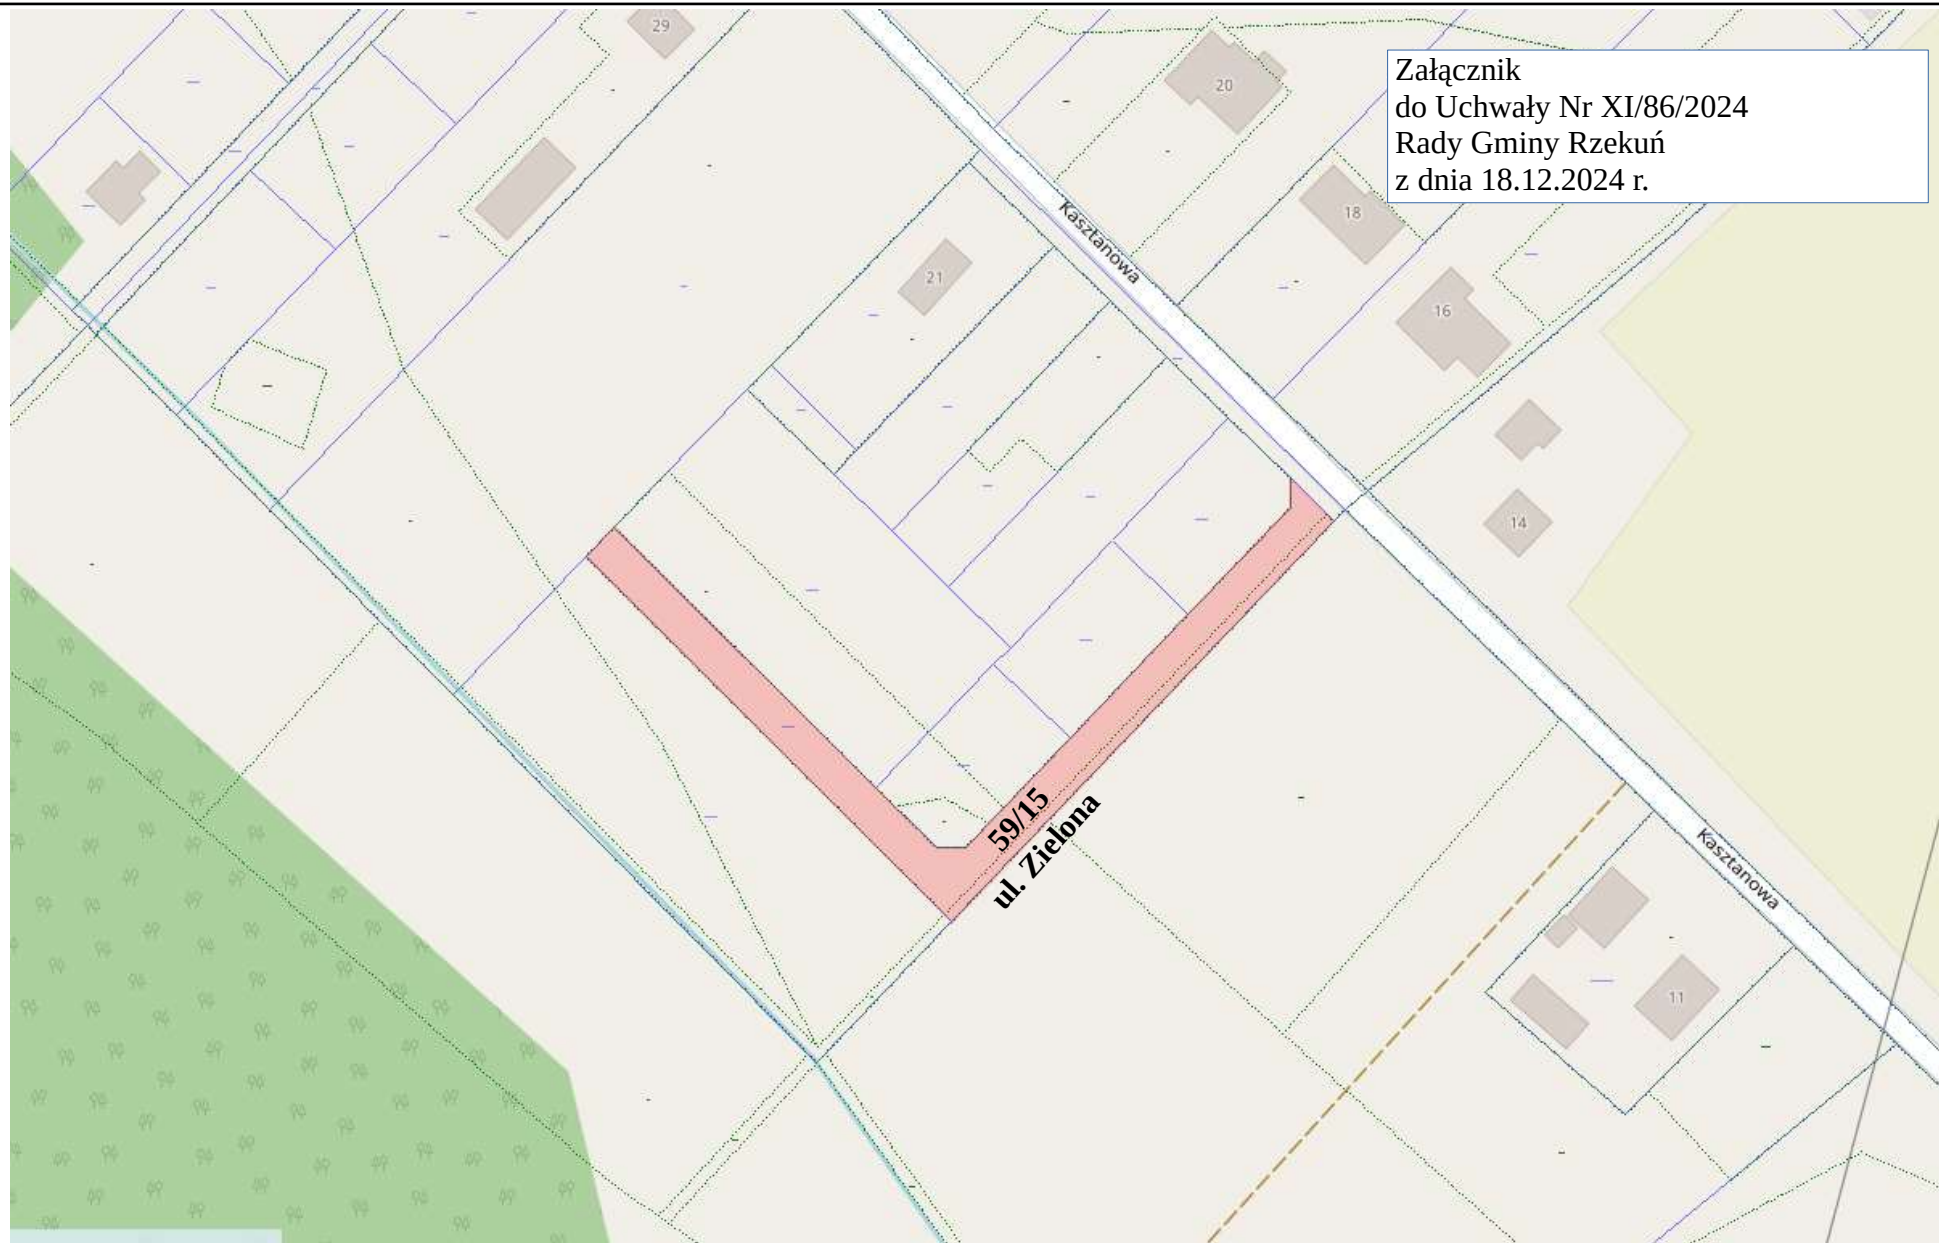 29
20
Załącznik
do Uchwały Nr XI/86/2024
Rady Gminy Rzekuń
z dnia 18.12.2024 r.
18
Kasztanowa
21
16
14
59/15
ul. Zielona
Kasztanowa
11